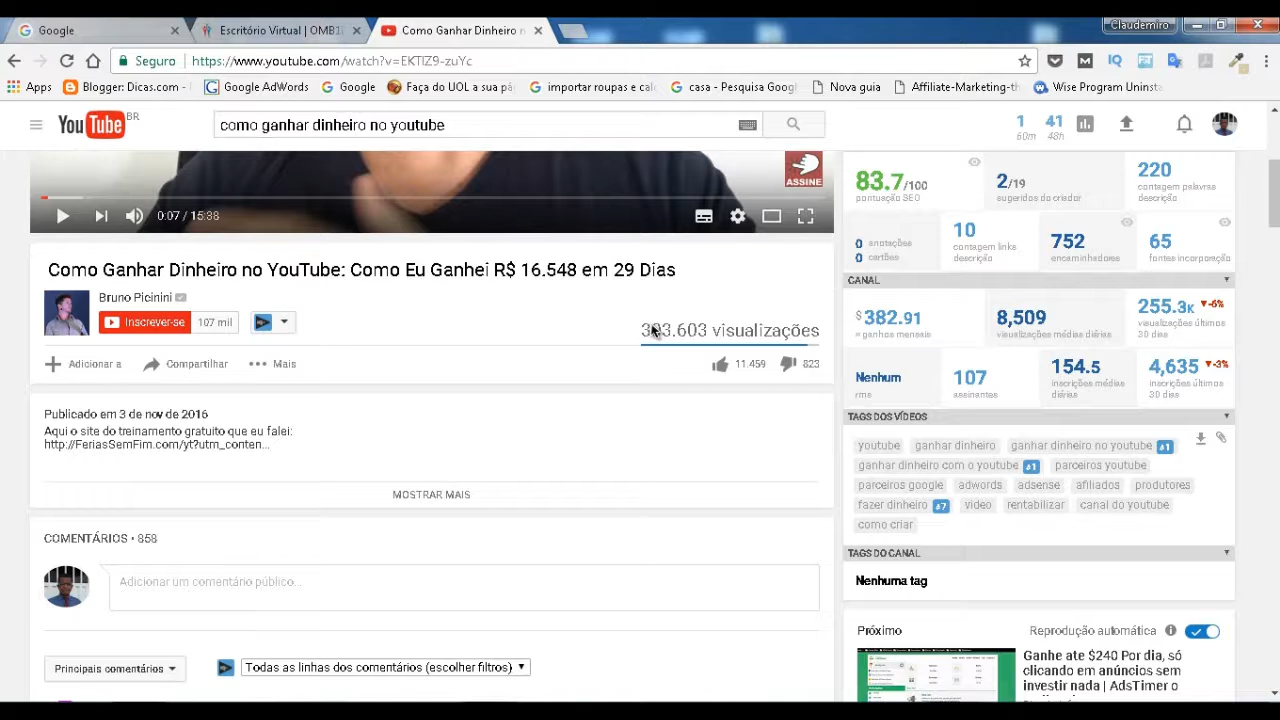 Google
Escritório Virtual | OMB1
Como Ganhar Dinheiro
Claudemiro
Seguro
https://www.youtube.com/watch?v=EKTIZ9-zuYc
Apps
Blogger: Dicas.com -
Google AdWords
Google
Faça do UOL a sua pá
importar roupas e calç
casa - Pesquisa Goog
Nova guia
Affiliate-Marketing-th
Wise Program Uninsta
YouTube BR
como ganhar dinheiro no youtube
1
60m
41
48h
ASSINE
0:07 / 15:38
Como Ganhar Dinheiro no YouTube: Como Eu Ganhei R$ 16.548 em 29 Dias
Bruno Picinini
Inscrever-se
107 mil
visualizações
Adicionar a
Compartilhar
Mais
11.459
823
Publicado em 3 de nov de 2016
Aqui o site do treinamento gratuito que eu falei:
http://FeriasSemFim.com/yt?utm_conten...
MOSTRAR MAIS
COMENTÁRIOS • 858
Adicionar um comentário público...
Principais comentários
Todas as linhas dos comentários (escolher filtros)
83.7/100
pontuação SEO
2/19
sugeridos do criador
220
contagem palavras
descrição
0 anotações
0 cartões
10
contagem links
descrição
752
encaminhadores
65
fontes incorporação
CANAL
$382.91
≈ ganhos mensais
8,509
visualizações médias diárias
255.3K -6%
visualizações últimos
30 dias
Nenhum
rms
107
assinantes
154.5
inscrições médias
diárias
4,635 -3%
inscrições últimos
30 dias
TAGS DOS VÍDEOS
youtube ganhar dinheiro ganhar dinheiro no youtube #1
ganhar dinheiro com o youtube #1 parceiros youtube
parceiros google adwords adsense afiliados produtores
fazer dinheiro #7 video rentabilizar canal do youtube
como criar
TAGS DO CANAL
Nenhuma tag
Próximo
Reprodução automática
Ganhe ate $240 Por dia, só
clicando em anúncios sem
investir nada | AdsTimer o